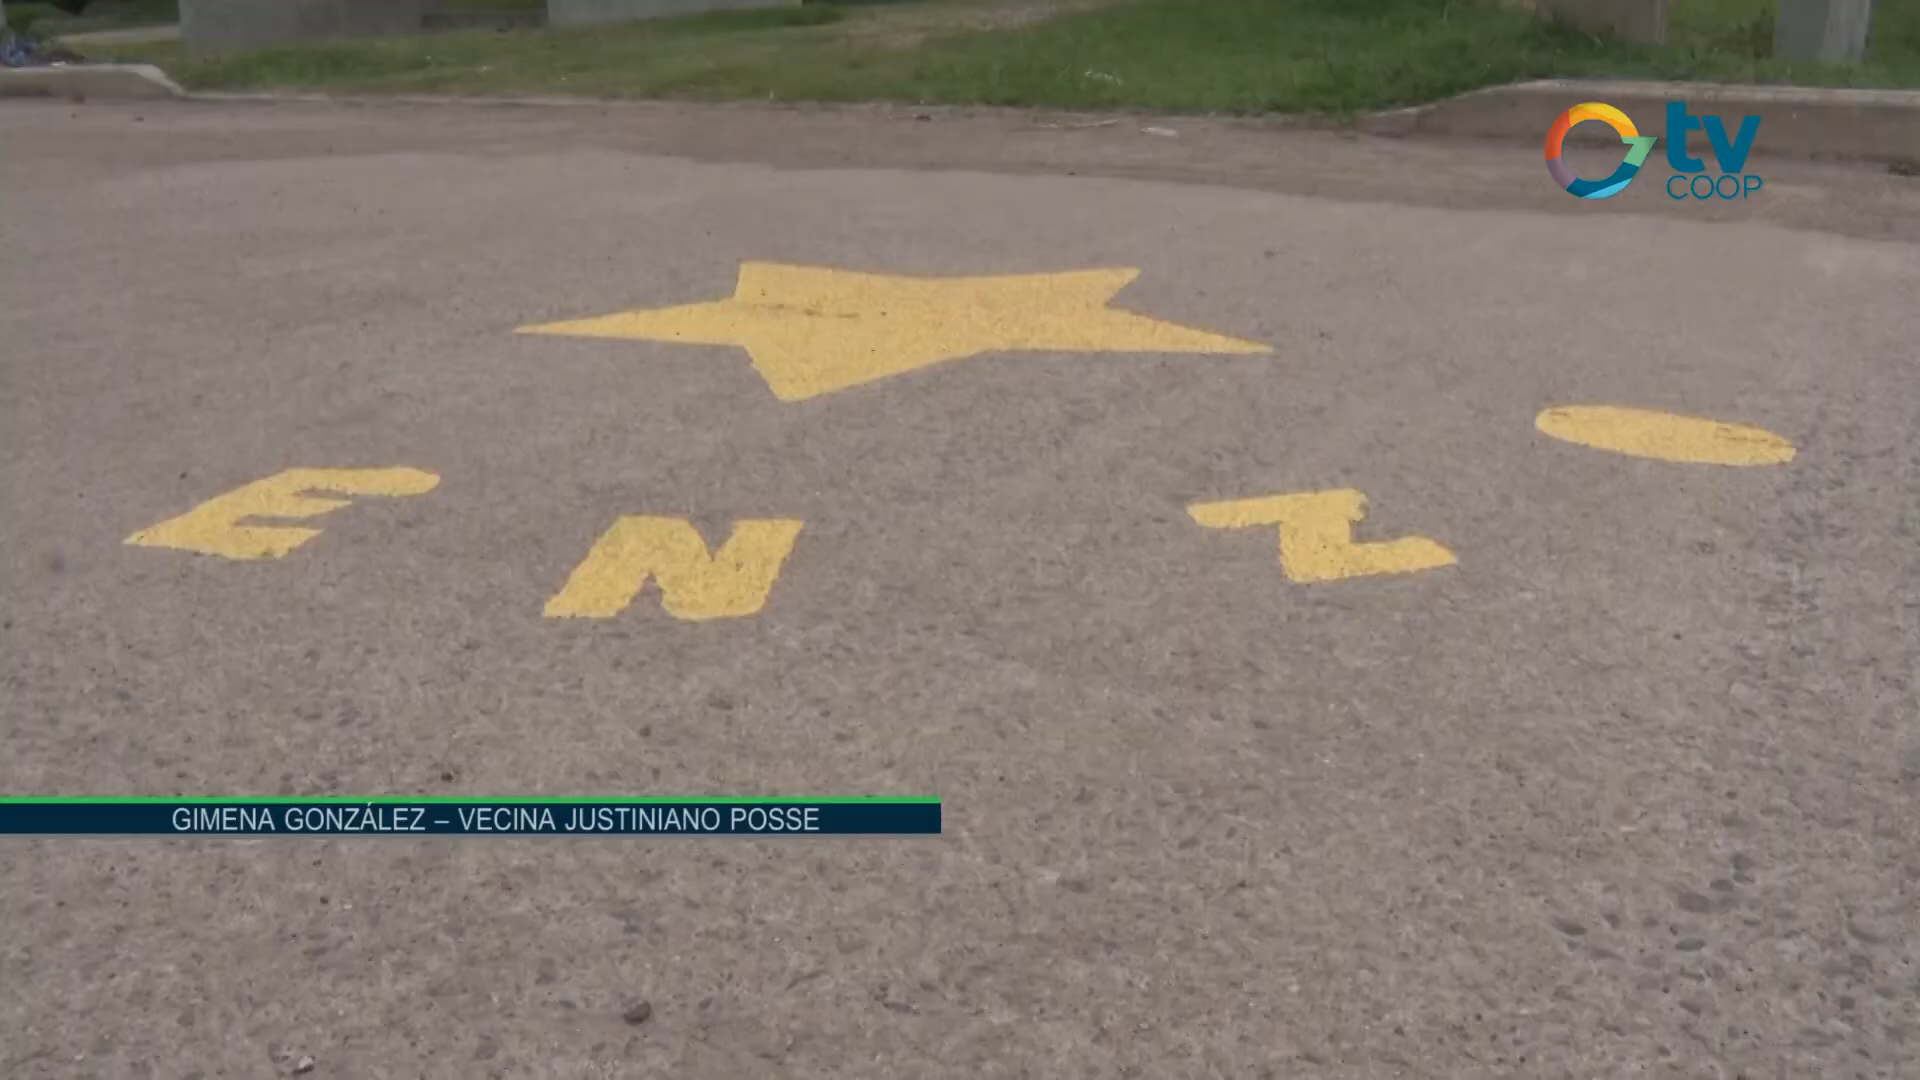 tv
COOP
ENZO
GIMENA GONZÁLEZ – VECINA JUSTINIANO POSSE